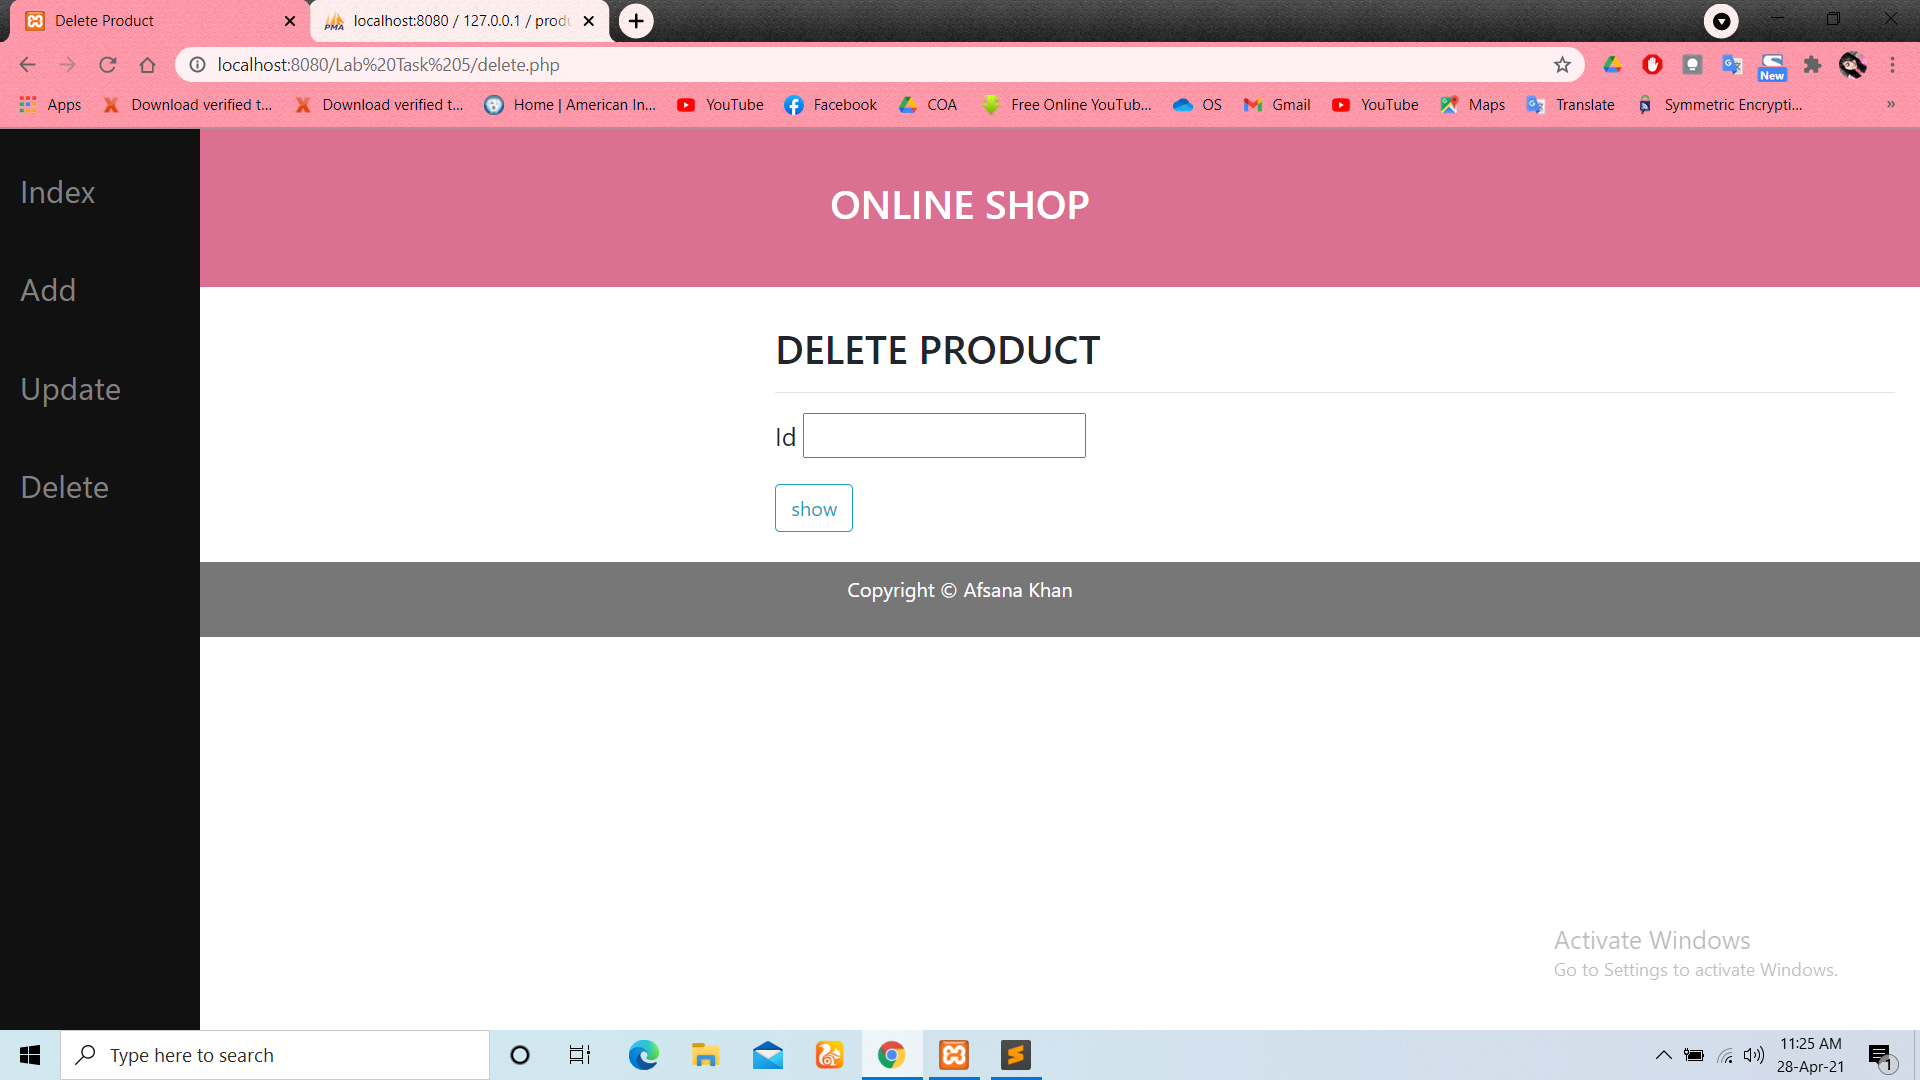 Delete Product
localhost:8080 / 127.0.0.1 / produ
localhost:8080/Lab%20Task%205/delete.php
New
Apps
Download verified t...
Download verified t...
Home | American In...
YouTube
Facebook
COA
Free Online YouTub...
OS
Gmail
YouTube
Maps
Translate
Symmetric Encrypti...
»
Index
Add
Update
Delete
ONLINE SHOP
DELETE PRODUCT
Id
show
Copyright © Afsana Khan
Activate Windows
Go to Settings to activate Windows.
Type here to search
11:25 AM
28-Apr-21
1